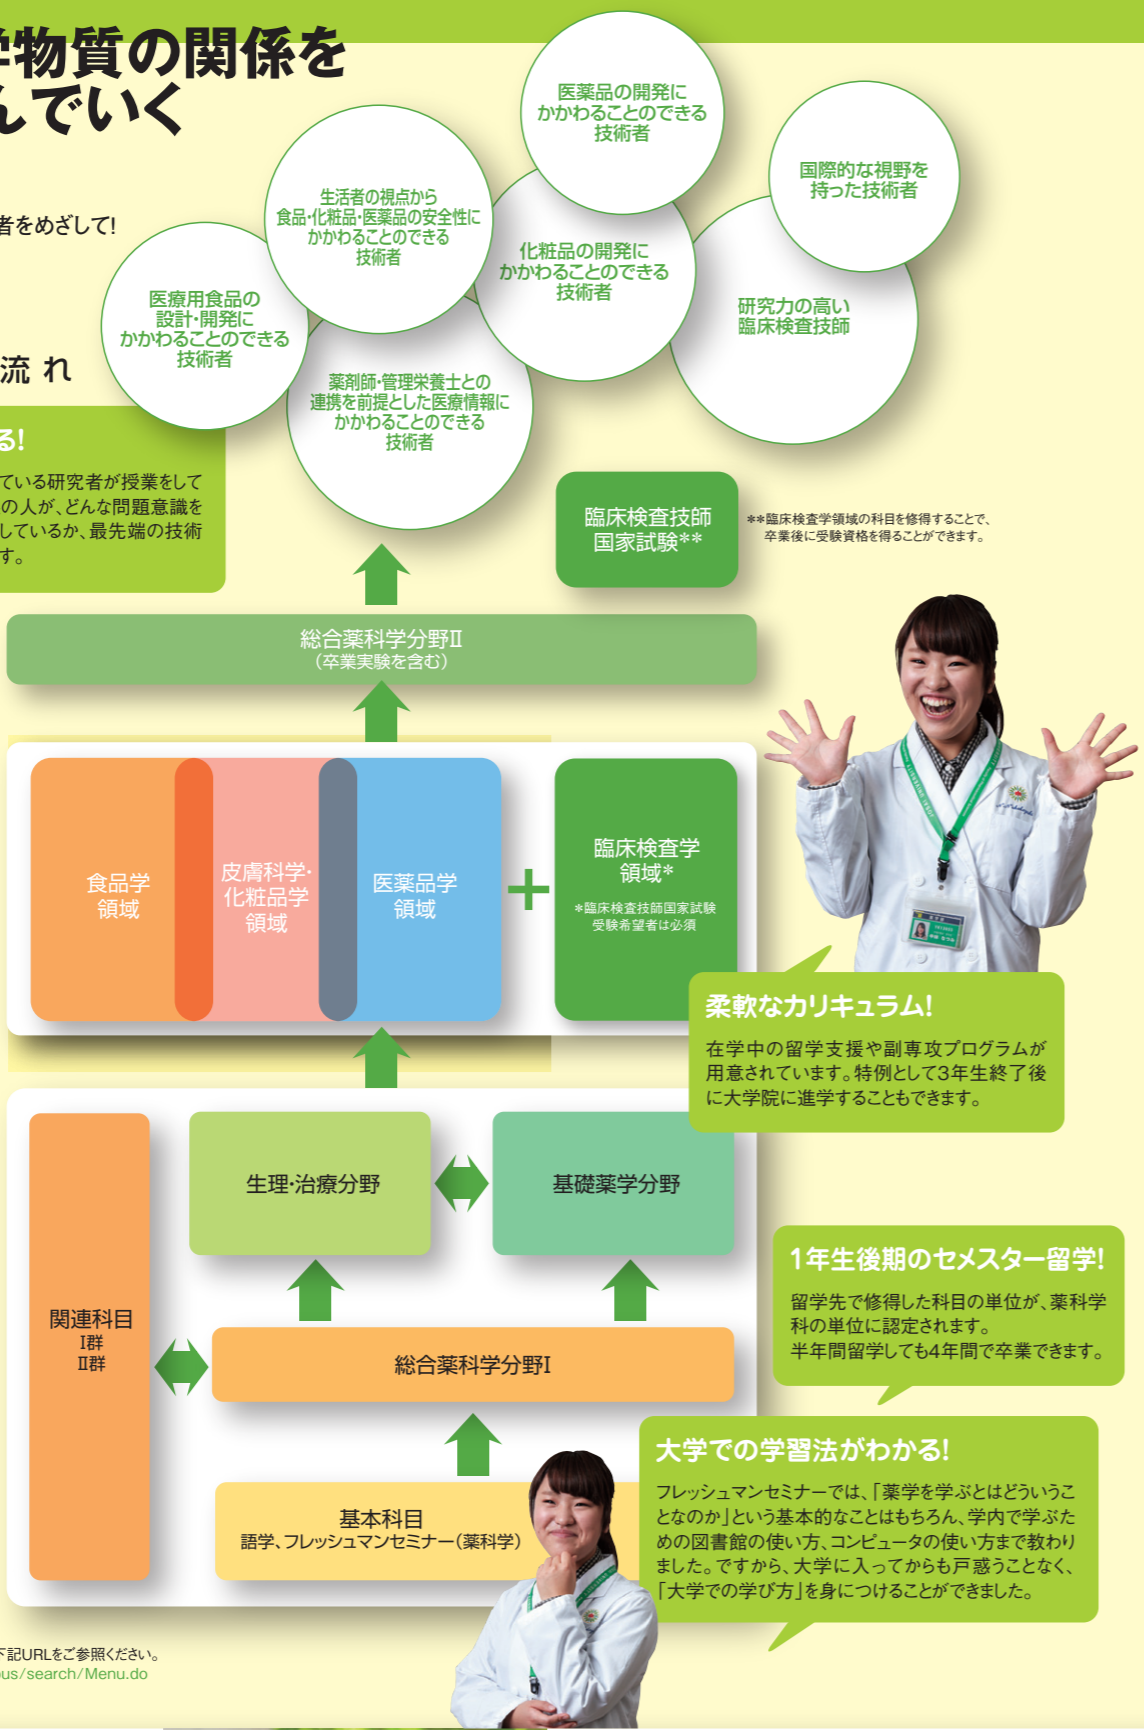 学物質の関係を
んでいく
者をめざして!
流れ
る!
ている研究者が授業をして
の人が、どんな問題意識を
しているか、最先端の技術
す。
医薬品の開発に
かかわることのできる
技術者
国際的な視野を
持った技術者
生活者の視点から
食品・化粧品・医薬品の安全性に
かかわることのできる
技術者
化粧品の開発に
かかわることのできる
技術者
医療用食品の
設計・開発に
かかわることのできる
技術者
研究力の高い
臨床検査技師
薬剤師・管理栄養士との
連携を前提とした医療情報に
かかわることのできる
技術者
臨床検査技師
国家試験**
**臨床検査学領域の科目を修得することで、
卒業後に受験資格を得ることができます。
総合薬科学分野Ⅱ
(卒業実験を含む)
食品学
領域
皮膚科学・
化粧品学
領域
医薬品学
領域
+
臨床検査学
領域*
*臨床検査技師国家試験
受験希望者は必須
柔軟なカリキュラム!
在学中の留学支援や副専攻プログラムが
用意されています。特例として3年生終了後
に大学院に進学することもできます。
生理・治療分野
基礎薬学分野
関連科目
Ⅰ群
Ⅱ群
総合薬科学分野Ⅰ
1年生後期のセメスター留学!
留学先で修得した科目の単位が、薬科学
科の単位に認定されます。
半年間留学しても4年間で卒業できます。
基本科目
語学、フレッシュマンセミナー(薬科学)
大学での学習法がわかる!
フレッシュマンセミナーでは、「薬学を学ぶとはどういうこ
となのか」という基本的なことはもちろん、学内で学ぶた
めの図書館の使い方、コンピュータの使い方まで教わり
ました。ですから、大学に入ってからも戸惑うことなく、
「大学での学び方」を身につけることができました。
下記URLをご参照ください。
ous/search/Menu.do